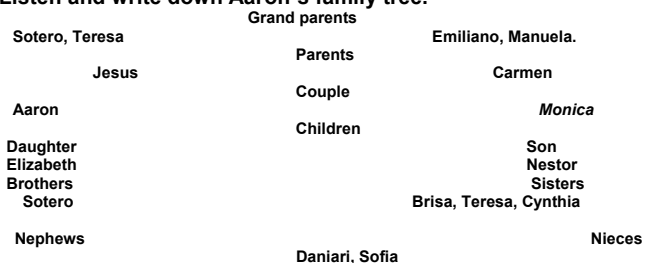 Listen and write down Aaron's family tree.
Grand parents
Sotero, Teresa Emiliano, Manuela.
Parents
Jesus Carmen
Couple
Aaron Monica
Children
Daughter Son
Elizabeth Nestor
Brothers Sisters
Sotero Brisa, Teresa, Cynthia
Nephews Nieces
Daniari, Sofia